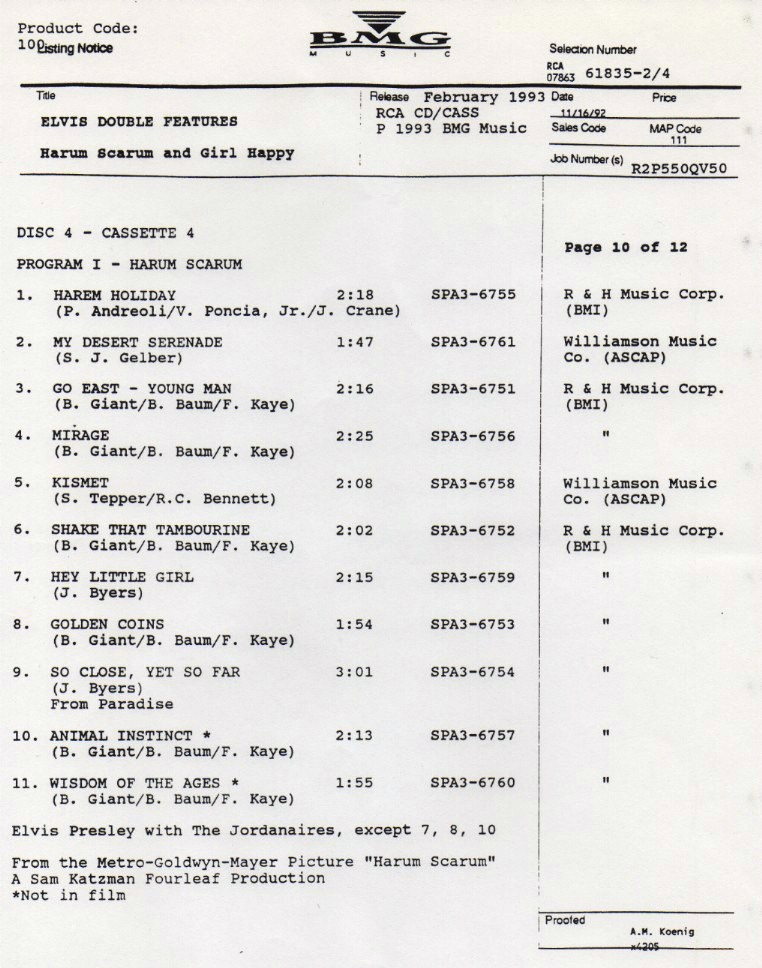 Product Code:
100
Listing Notice
BMG
MUSIC
Selection Number
RCA
07863 61835-2/4
Title
ELVIS DOUBLE FEATURES
Harum Scarum and Girl Happy
Release February 1993
RCA CD/CASS
P 1993 BMG Music
Date Price
11/16/92
Sales Code MAP Code
111
Job Number(s) R2P550QV50
DISC 4 - CASSETTE 4
Page 10 of 12
PROGRAM I - HARUM SCARUM
1. HAREM HOLIDAY 2:18 SPA3-6755 R & H Music Corp.
(P. Andreoli/V. Poncia, Jr./J. Crane) (BMI)
2. MY DESERT SERENADE 1:47 SPA3-6761 Williamson Music
(S. J. Gelber) Co. (ASCAP)
3. GO EAST - YOUNG MAN 2:16 SPA3-6751 R & H Music Corp.
(B. Giant/B. Baum/F. Kaye) (BMI)
4. MIRAGE 2:25 SPA3-6756 "
(B. Giant/B. Baum/F. Kaye)
5. KISMET 2:08 SPA3-6758 Williamson Music
(S. Tepper/R.C. Bennett) Co. (ASCAP)
6. SHAKE THAT TAMBOURINE 2:02 SPA3-6752 R & H Music Corp.
(B. Giant/B. Baum/F. Kaye) (BMI)
7. HEY LITTLE GIRL 2:15 SPA3-6759 "
(J. Byers)
8. GOLDEN COINS 1:54 SPA3-6753 "
(B. Giant/B. Baum/F. Kaye)
9. SO CLOSE, YET SO FAR 3:01 SPA3-6754 "
(J. Byers)
From Paradise
10. ANIMAL INSTINCT * 2:13 SPA3-6757 "
(B. Giant/B. Baum/F. Kaye)
11. WISDOM OF THE AGES * 1:55 SPA3-6760 "
(B. Giant/B. Baum/F. Kaye)
Elvis Presley with The Jordanaires, except 7, 8, 10
From the Metro-Goldwyn-Mayer Picture "Harum Scarum"
A Sam Katzman Fourleaf Production
*Not in film
Proofed
A.M. Koenig
x4205